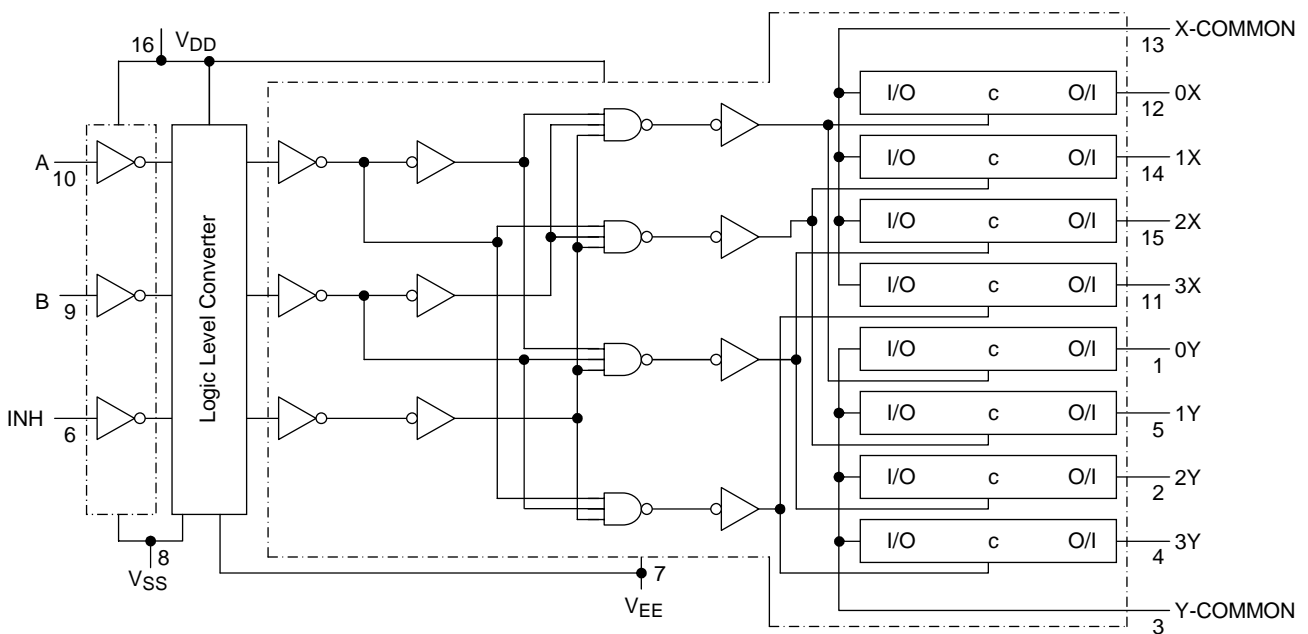 16 VDD
X-COMMON
13
I/O c O/I 0X
12
A
10
I/O c O/I 1X
14
I/O c O/I 2X
15
B
9
Logic Level Converter
I/O c O/I 3X
11
I/O c O/I 0Y
1
INH
6
I/O c O/I 1Y
5
I/O c O/I 2Y
2
I/O c O/I 3Y
4
8
VSS
7
VEE
Y-COMMON
3